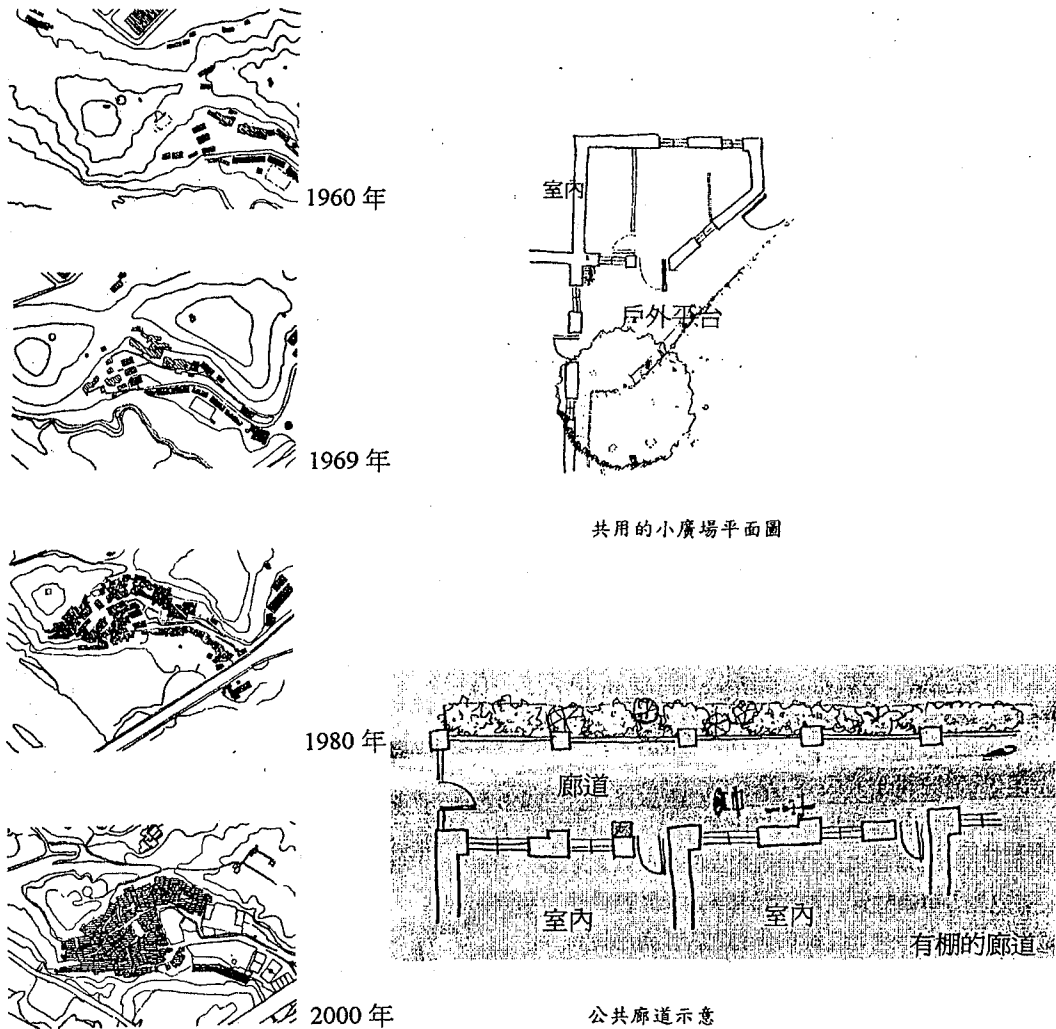 1960 年
1969 年
1980 年
2000 年
室內
戶外平台
共用的小廣場平面圖
廊道
室內
室內
有棚的廊道
公共廊道示意